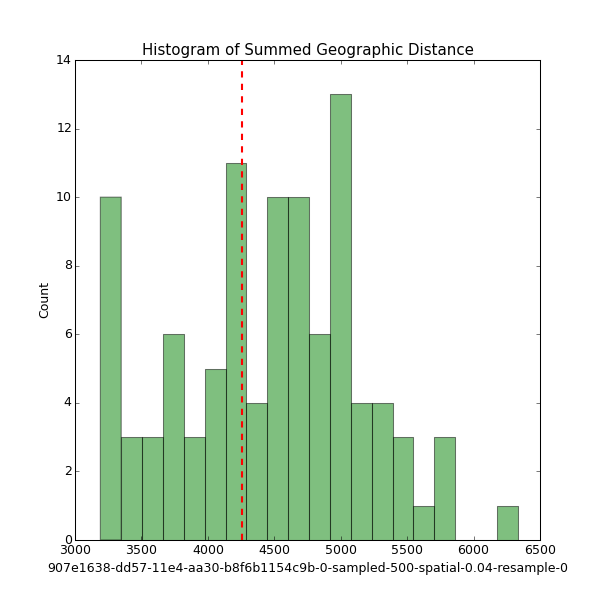 Histogram of Summed Geographic Distance
14
12
10
8
6
4
2
0
Count
3000 3500 4000 4500 5000 5500 6000 6500
907e1638-dd57-11e4-aa30-b8f6b1154c9b-0-sampled-500-spatial-0.04-resample-0